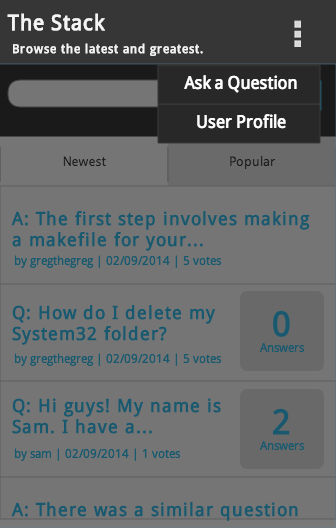 The Stack
Browse the latest and greatest.
Ask a Question
User Profile
Newest
Popular
A: The first step involves making
a makefile for your...
by gregthegreg | 02/09/2014 | 5 votes
Q: How do I delete my
System32 folder?
by gregthegreg | 02/09/2014 | 5 votes
0
Answers
Q: Hi guys! My name is
Sam. I have a...
by sam | 02/09/2014 | 1 votes
2
Answers
A: There was a similar question